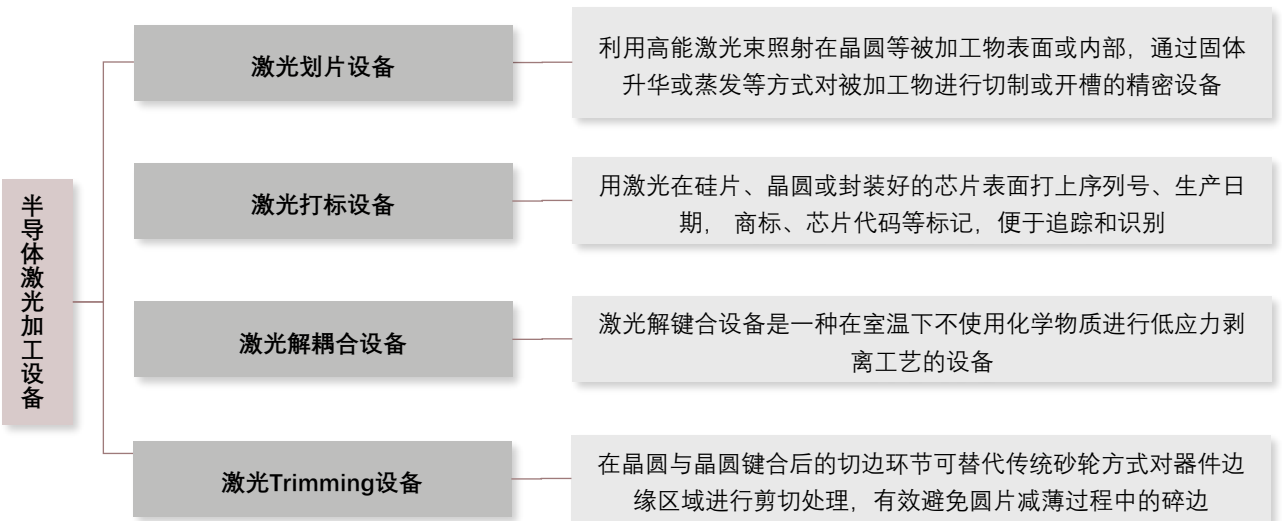 半导体激光加工设备
激光划片设备
利用高能激光束照射在晶圆等被加工物表面或内部，通过固体
升华或蒸发等方式对被加工物进行切制或开槽的精密设备
激光打标设备
用激光在硅片、晶圆或封装好的芯片表面打上序列号、生产日
期， 商标、芯片代码等标记，便于追踪和识别
激光解耦合设备
激光解键合设备是一种在室温下不使用化学物质进行低应力剥
离工艺的设备
激光Trimming设备
在晶圆与晶圆键合后的切边环节可替代传统砂轮方式对器件边
缘区域进行剪切处理，有效避免圆片减薄过程中的碎边